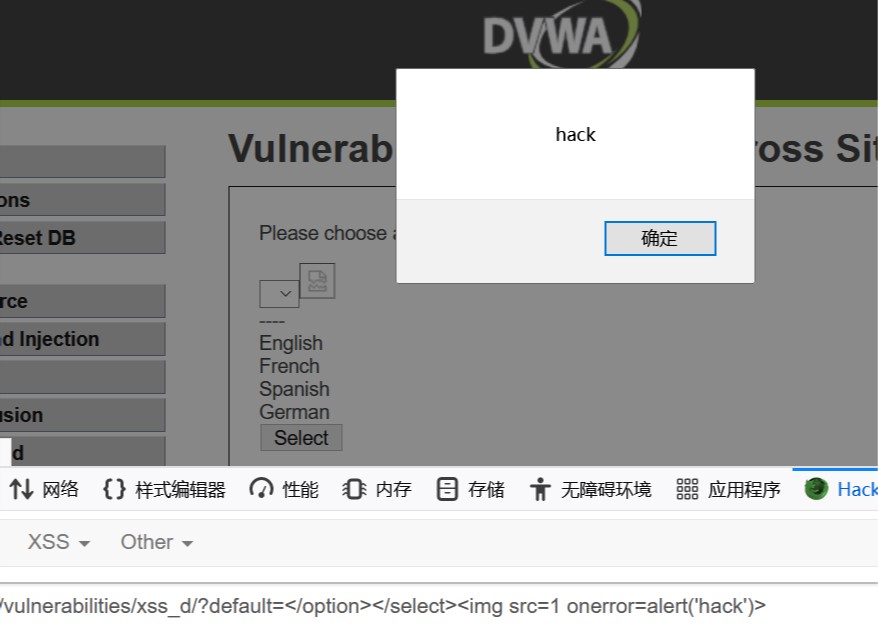 DVWA
hack
确定
Vulnerab
ross Sit
ons
Reset DB
rce
d Injection
usion
d
Please choose a
----
English
French
Spanish
German
Select
网络 样式编辑器 性能 内存 存储 无障碍环境 应用程序 Hack
XSS Other
/vulnerabilities/xss_d/?default=</option></select><img src=1 onerror=alert('hack')>